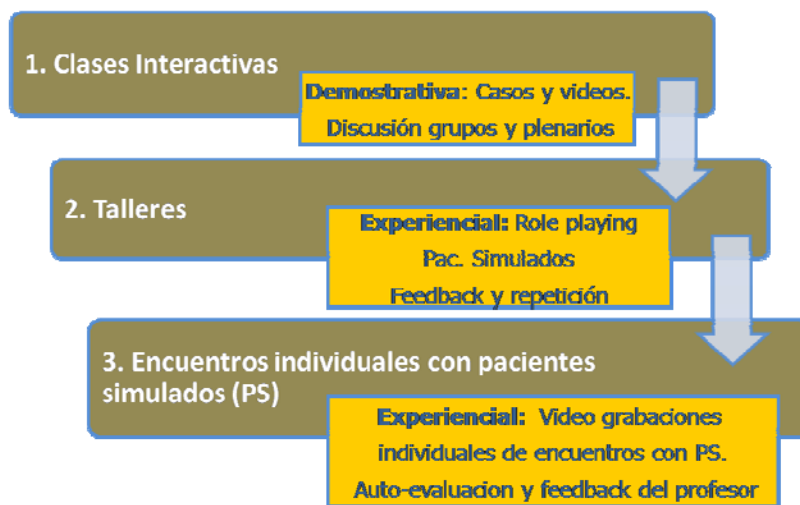 1. Clases Interactivas
Demostrativa: Casos y videos.
Discusión grupos y plenarios
2. Talleres
Experiencial: Role playing
Pac. Simulados
Feedback y repetición
3. Encuentros individuales con pacientes
simulados (PS)
Experiencial: Video grabaciones
individuales de encuentros con PS.
Auto-evaluacion y feedback del profesor